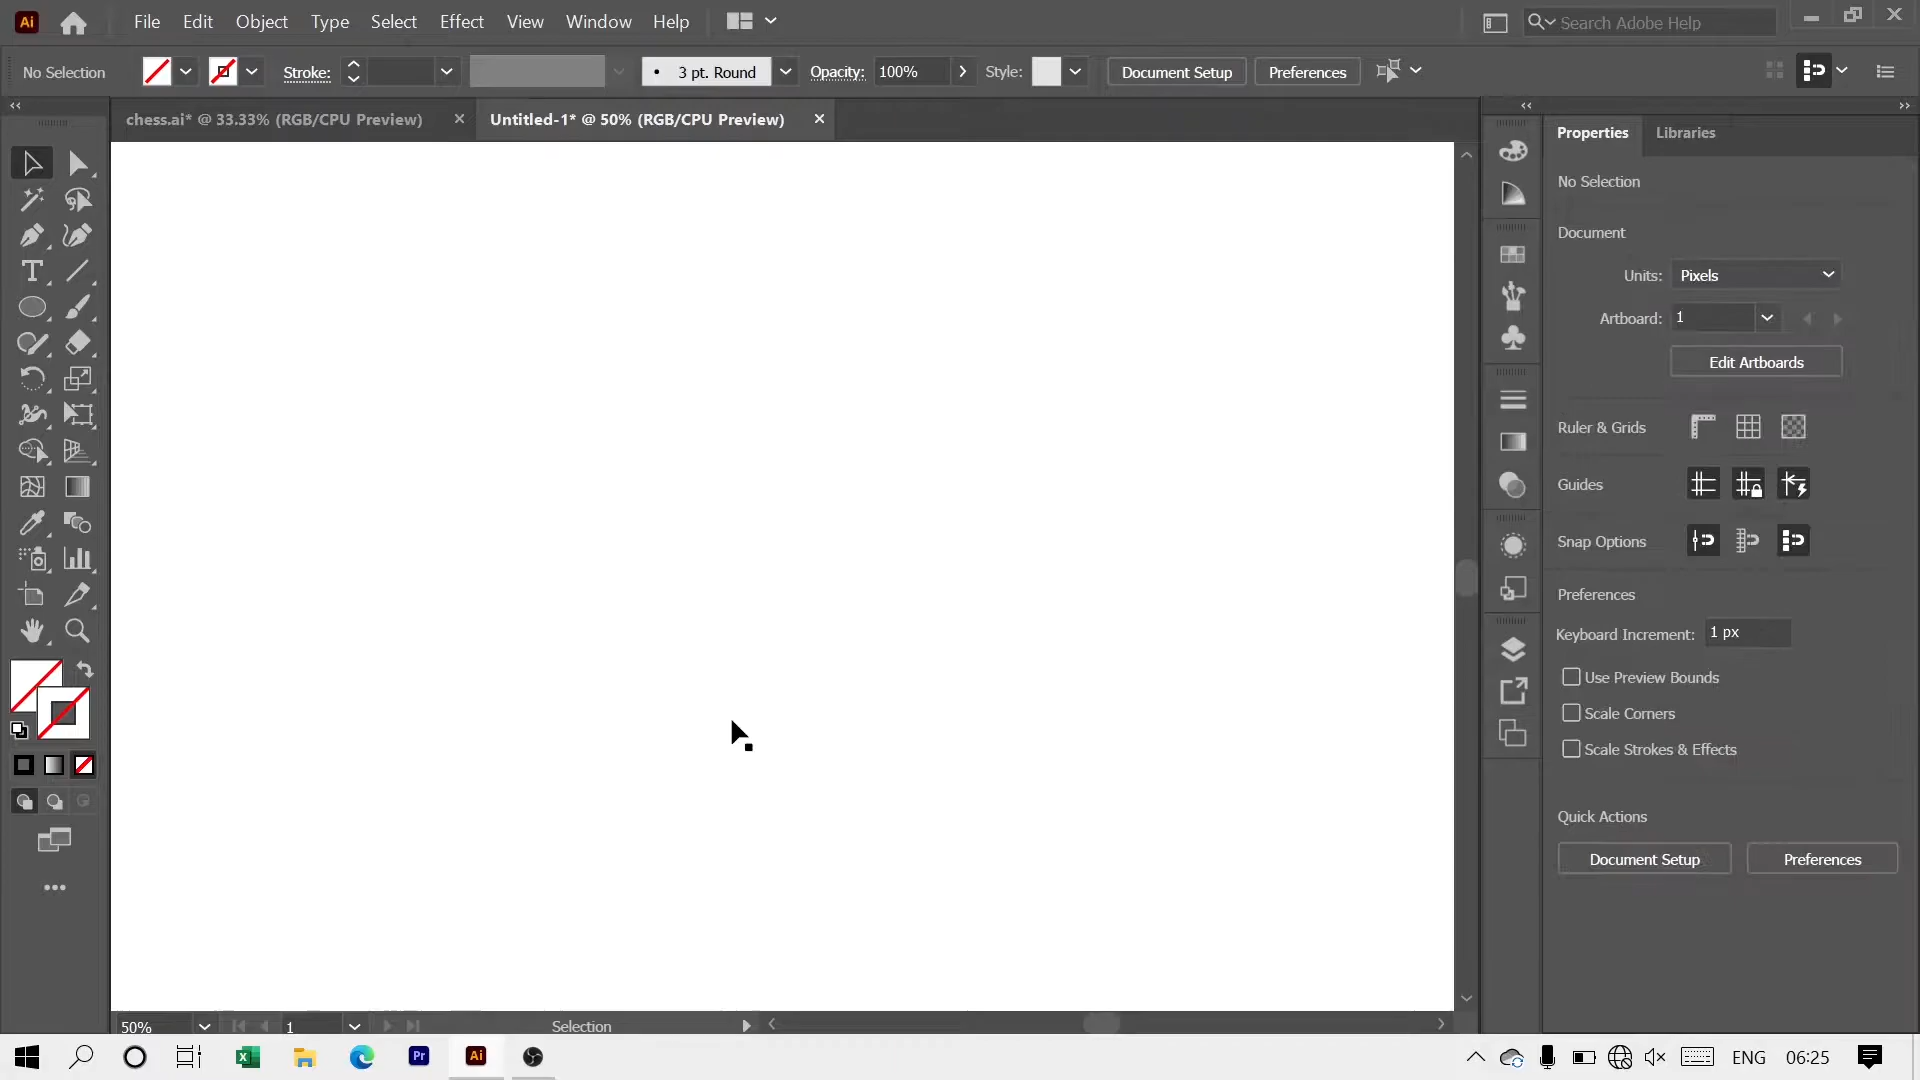 Ai File Edit Object Type Select Effect View Window Help Search Adobe Help
No Selection Stroke: 3 pt. Round Opacity: 100% Style: Document Setup Preferences
chess.ai* @ 33.33% (RGB/CPU Preview) Untitled-1* @ 50% (RGB/CPU Preview)
Properties Libraries
No Selection
Document
Units: Pixels
Artboard: 1
Edit Artboards
Ruler & Grids
Guides
Snap Options
Preferences
Keyboard Increment: 1 px
Use Preview Bounds
Scale Corners
Scale Strokes & Effects
Quick Actions
Document Setup Preferences
50% 1 Selection
Pr Ai ENG 06:25